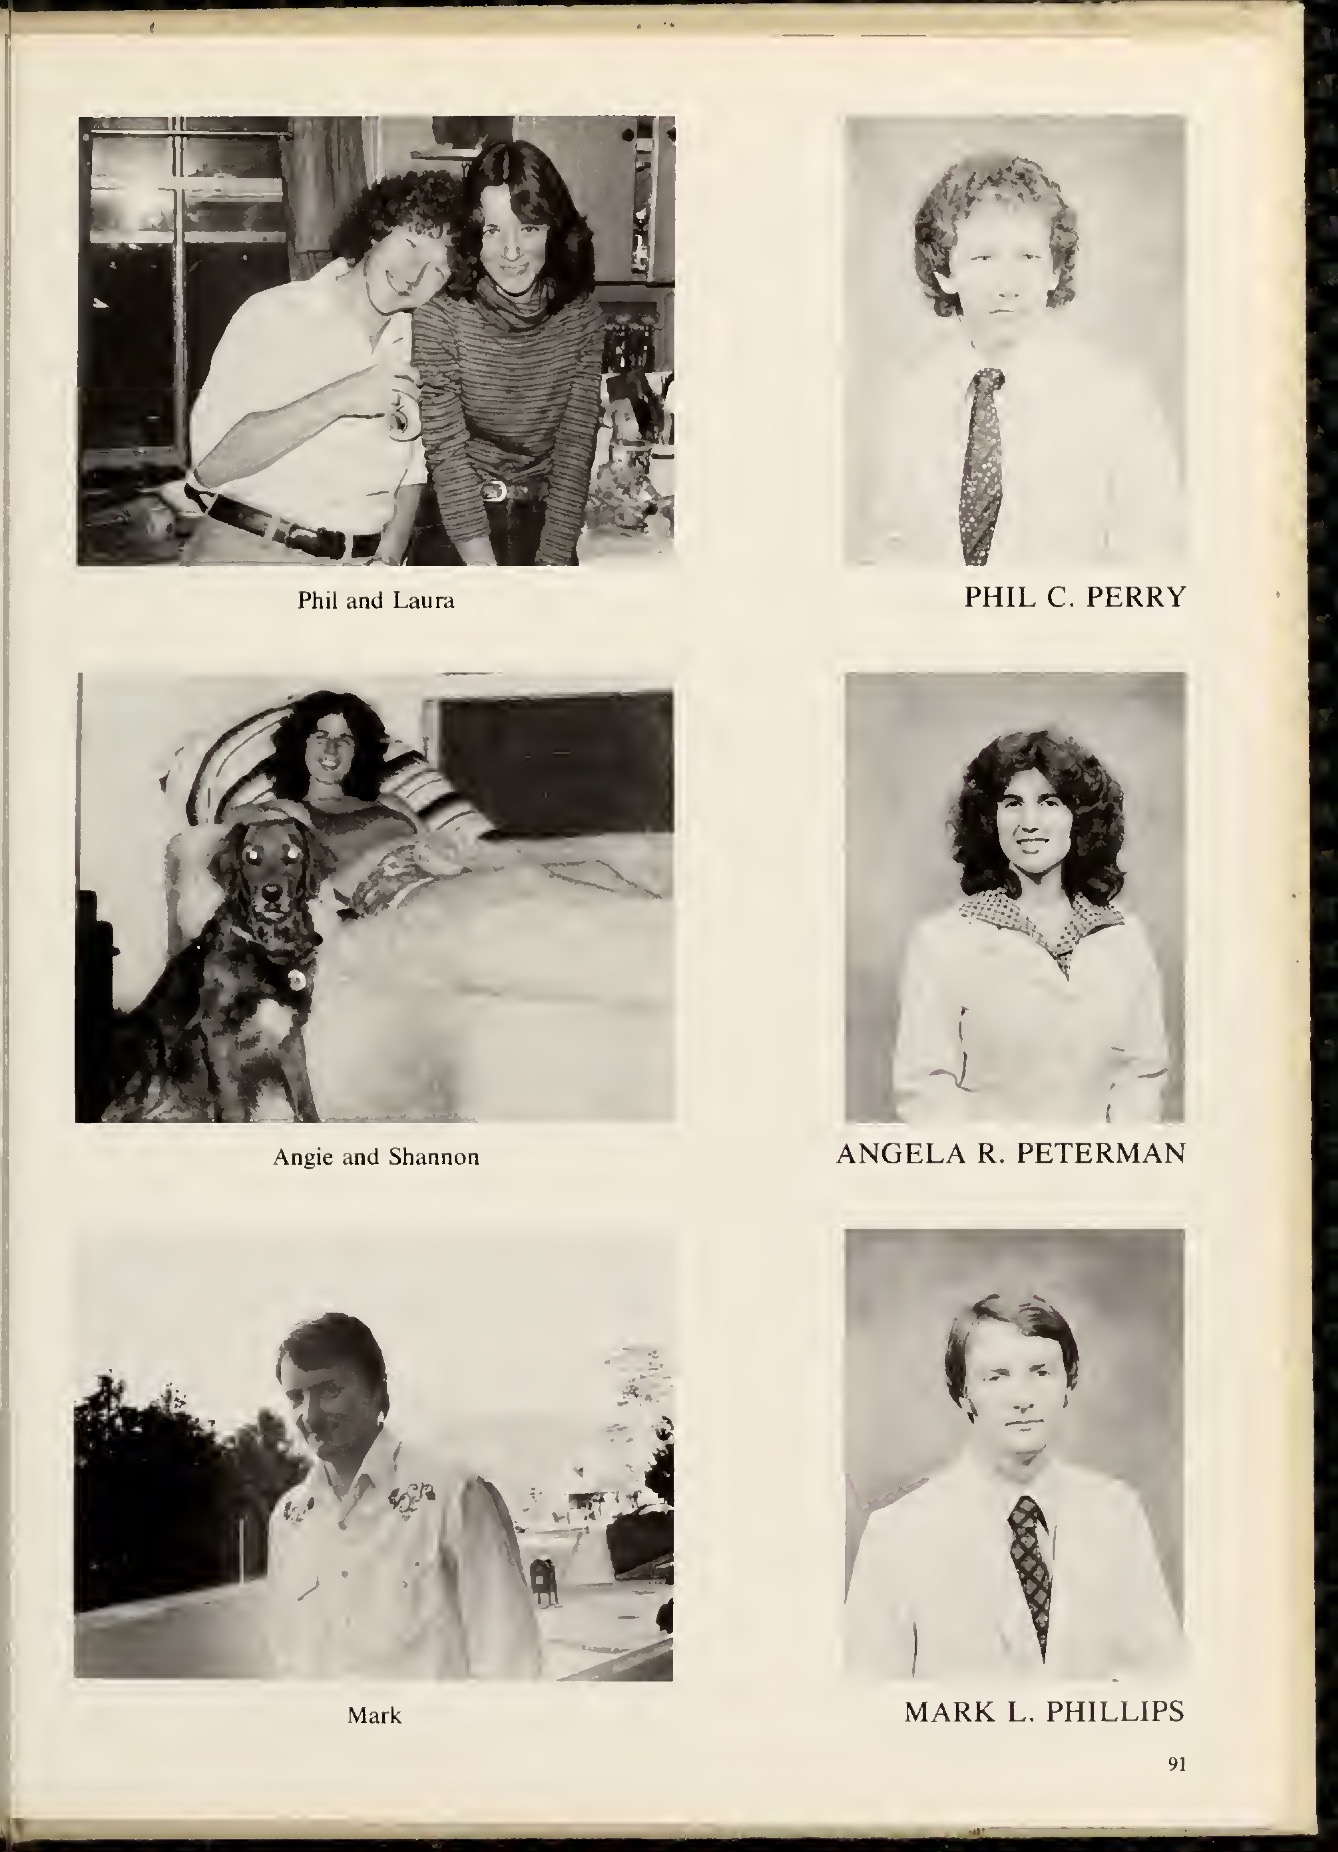 Phil and Laura
PHIL C. PERRY
Angie and Shannon
ANGELA R. PETERMAN
Mark
MARK L. PHILLIPS
91